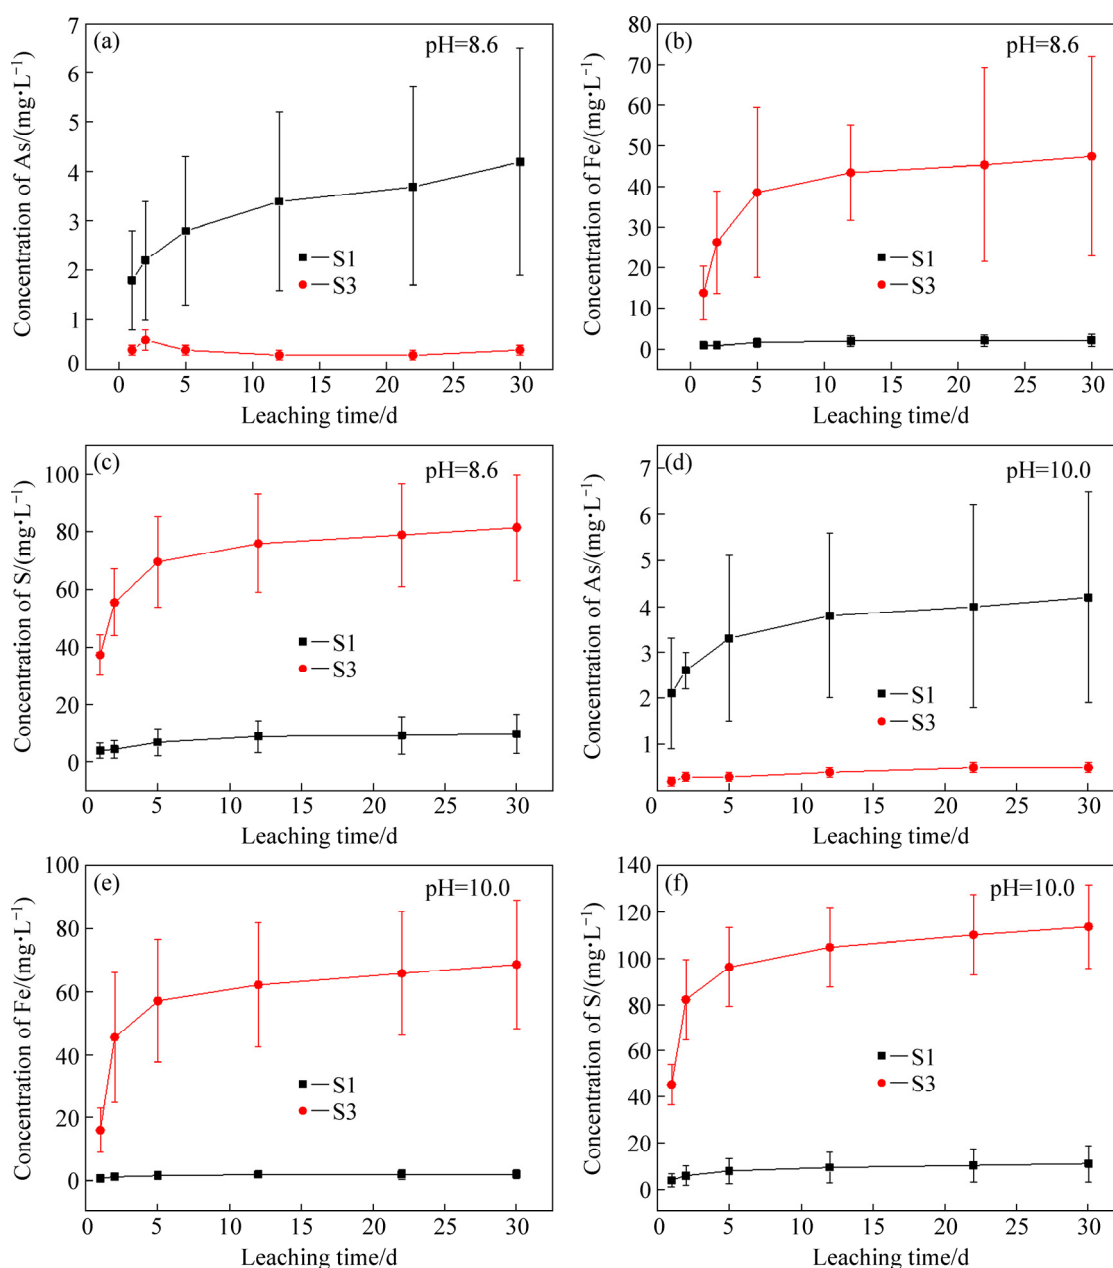 (a)
pH=8.6
Concentration of As/(mg·L⁻¹)
7
6
5
4
3
2
1
0
S1
S3
0 5 10 15 20 25 30
Leaching time/d
(b)
pH=8.6
Concentration of Fe/(mg·L⁻¹)
80
70
60
50
40
30
20
10
0
S1
S3
0 5 10 15 20 25 30
Leaching time/d
(c)
pH=8.6
Concentration of S/(mg·L⁻¹)
100
80
60
40
20
0
S1
S3
0 5 10 15 20 25 30
Leaching time/d
(d)
pH=10.0
Concentration of As/(mg·L⁻¹)
7
6
5
4
3
2
1
S1
S3
0 5 10 15 20 25 30
Leaching time/d
(e)
pH=10.0
Concentration of Fe/(mg·L⁻¹)
100
80
60
40
20
0
S1
S3
0 5 10 15 20 25 30
Leaching time/d
(f)
pH=10.0
Concentration of S/(mg·L⁻¹)
140
120
100
80
60
40
20
0
S1
S3
0 5 10 15 20 25 30
Leaching time/d